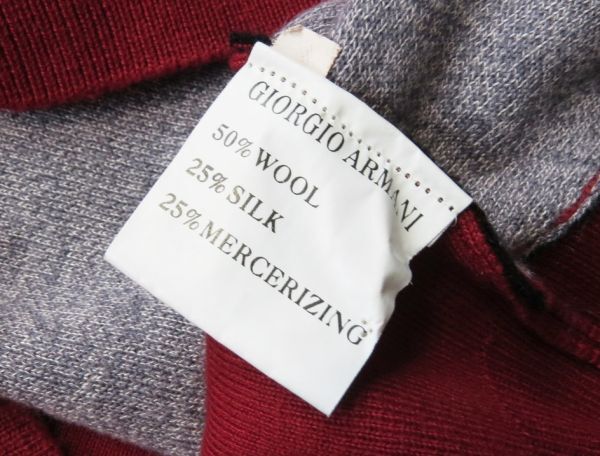 GIORGIO ARMANI
50% WOOL
25% SILK
25% MERCERIZING